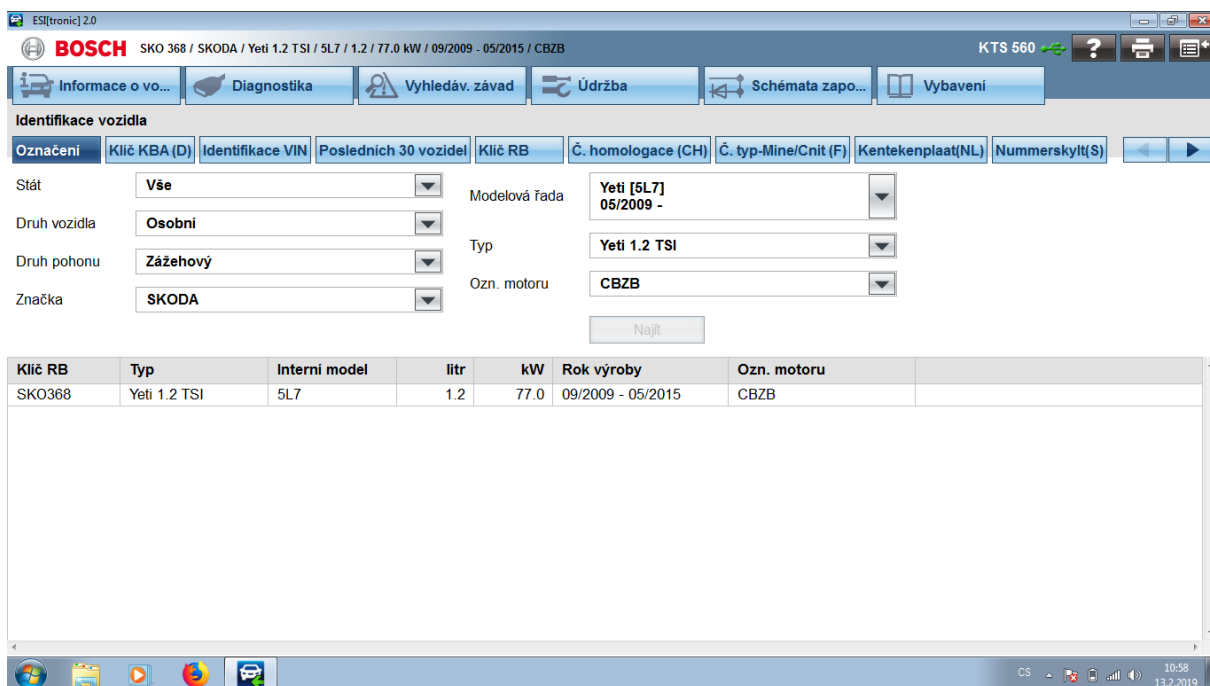 ESI[tronic] 2.0
BOSCH SKO 368 / SKODA / Yeti 1.2 TSI / 5L7 / 1.2 / 77.0 kW / 09/2009 - 05/2015 / CBZB KTS 560 ?
Informace o vo... Diagnostika Vyhledáv. závad Údržba Schémata zapo... Vybavení
Identifikace vozidla
Označení Klíč KBA (D) Identifikace VIN Posledních 30 vozidel Klíč RB Č. homologace (CH) Č. typ-Mine/Cnit (F) Kentekenplaat(NL) Nummerskylt(S)
Stát Vše
Druh vozidla Osobní
Druh pohonu Zážehový
Značka SKODA
Modelová řada Yeti [5L7]
05/2009 -
Typ Yeti 1.2 TSI
Ozn. motoru CBZB
Najít
Klíč RB Typ Interní model litr kW Rok výroby Ozn. motoru
SKO368 Yeti 1.2 TSI 5L7 1.2 77.0 09/2009 - 05/2015 CBZB
CS 10:58
13.2.2019